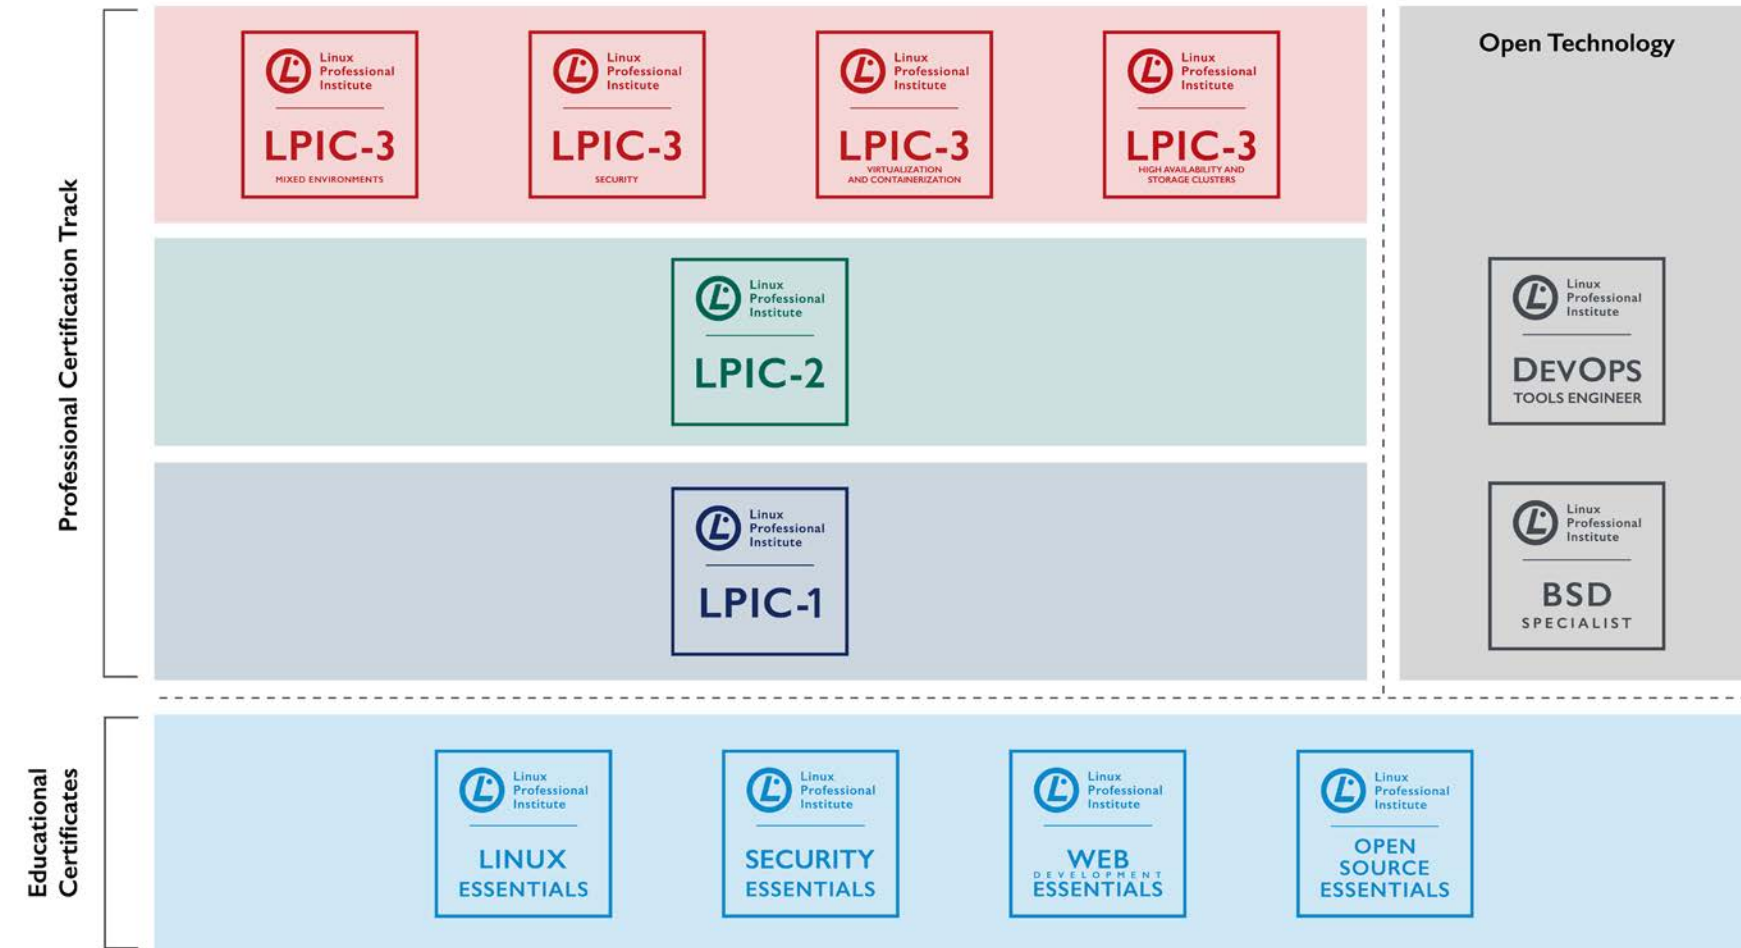 Professional Certification Track
Linux
Professional
Institute
LPIC-3
MIXED ENVIRONMENTS
Linux
Professional
Institute
LPIC-3
SECURITY
Linux
Professional
Institute
LPIC-3
VIRTUALIZATION
AND CONTAINERIZATION
Linux
Professional
Institute
LPIC-3
HIGH AVAILABILITY AND
STORAGE CLUSTERS
Open Technology
Linux
Professional
Institute
LPIC-2
Linux
Professional
Institute
DEVOPS
TOOLS ENGINEER
Linux
Professional
Institute
LPIC-1
Linux
Professional
Institute
BSD
SPECIALIST
Educational
Certificates
Linux
Professional
Institute
LINUX
ESSENTIALS
Linux
Professional
Institute
SECURITY
ESSENTIALS
Linux
Professional
Institute
WEB
DEVELOPMENT
ESSENTIALS
Linux
Professional
Institute
OPEN
SOURCE
ESSENTIALS